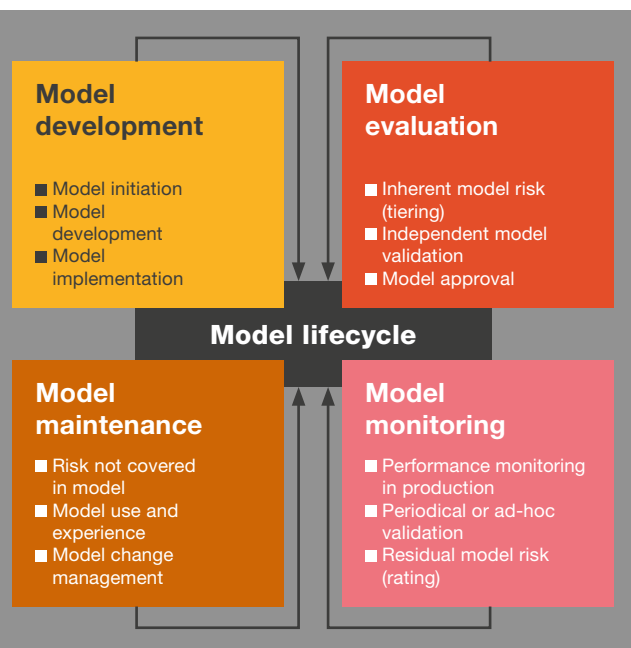 Model
development
Model initiation
Model
development
Model
implementation
Model
evaluation
Inherent model risk
(tiering)
Independent model
validation
Model approval
Model lifecycle
Model
maintenance
Risk not covered
in model
Model use and
experience
Model change
management
Model
monitoring
Performance monitoring
in production
Periodical or ad-hoc
validation
Residual model risk
(rating)